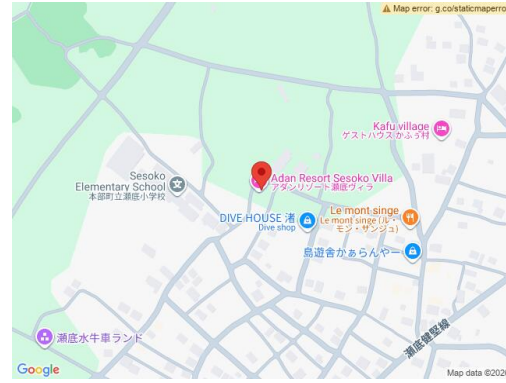 Map error: g.co/staticmaperro
Kafu village
ゲストハウス かふぅ村
Sesoko
Elementary School
本部町立瀬底小学校
Adan Resort Sesoko Villa
アダンリゾート瀬底ヴィラ
DIVE HOUSE 渚
Dive shop
Le mont singe
Le mont singe (ル・
モン・サンジュ)
島遊舎かぁらんやー
瀬底水牛車ランド
瀬底健堅線
Google
Map data ©2020